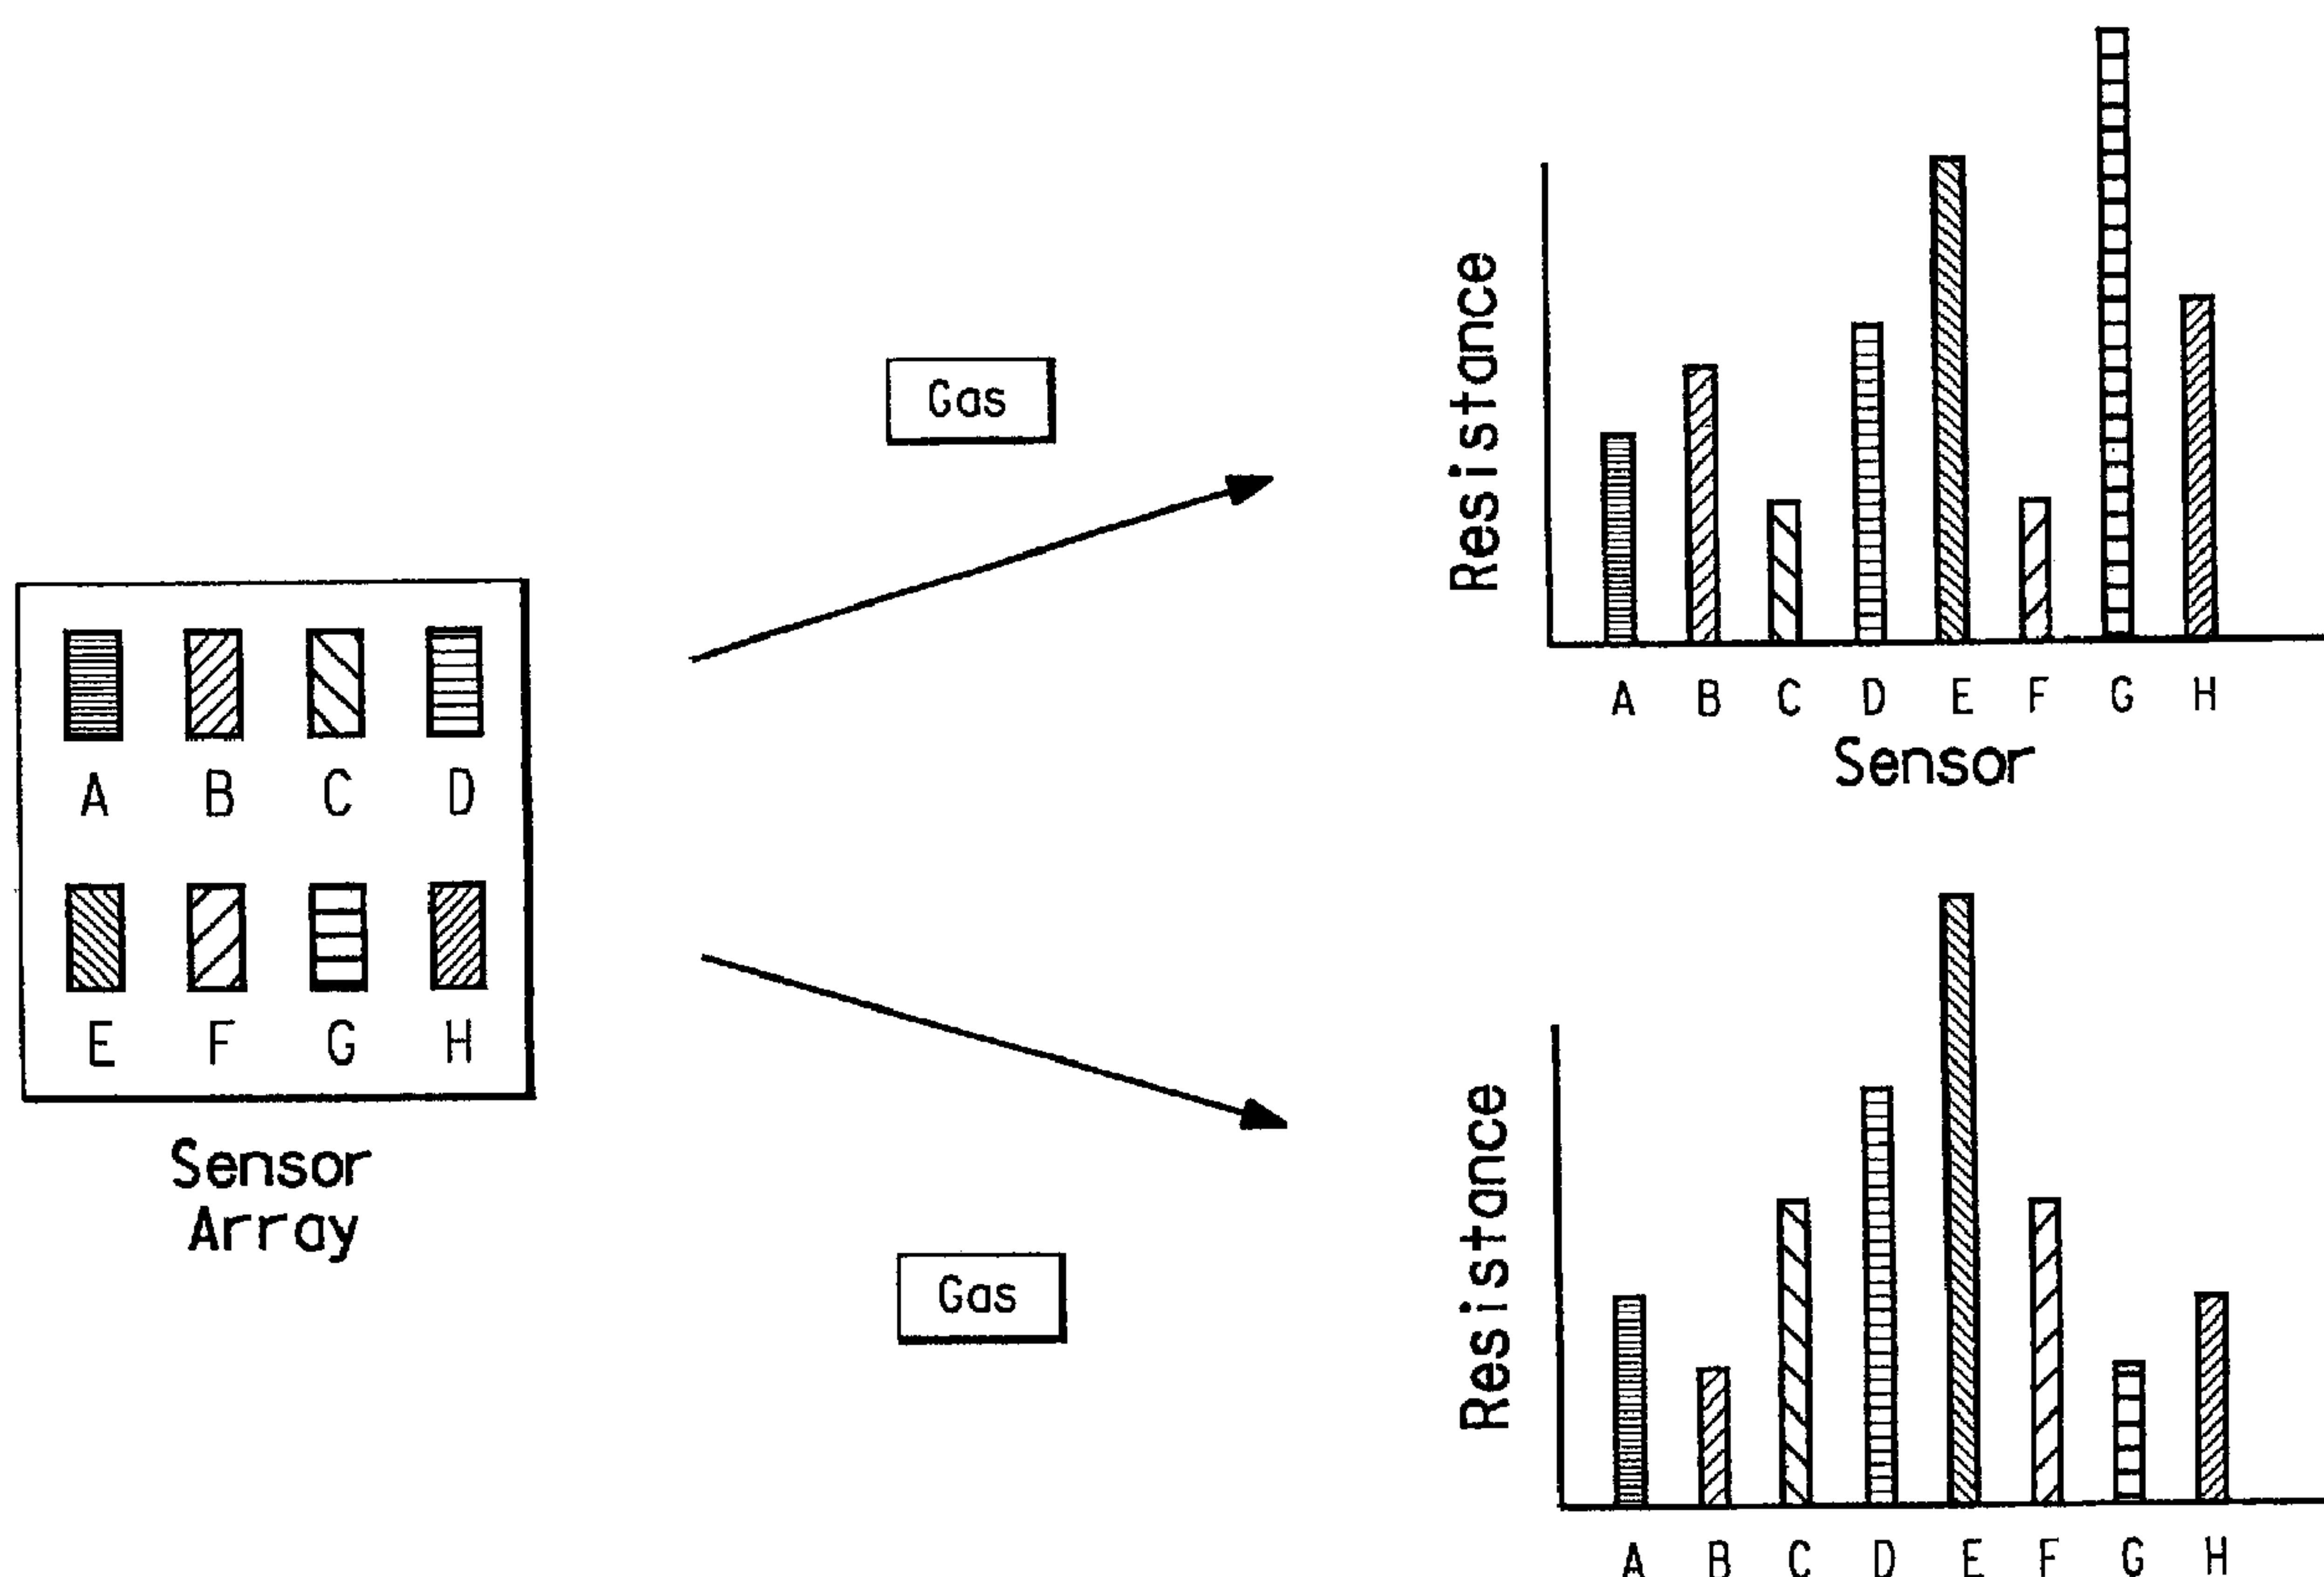 Gas
A B C D
E F G H
Sensor
Array
Resistance
A B C D E F G H
Sensor
Gas
Resistance
A B C D E F G H